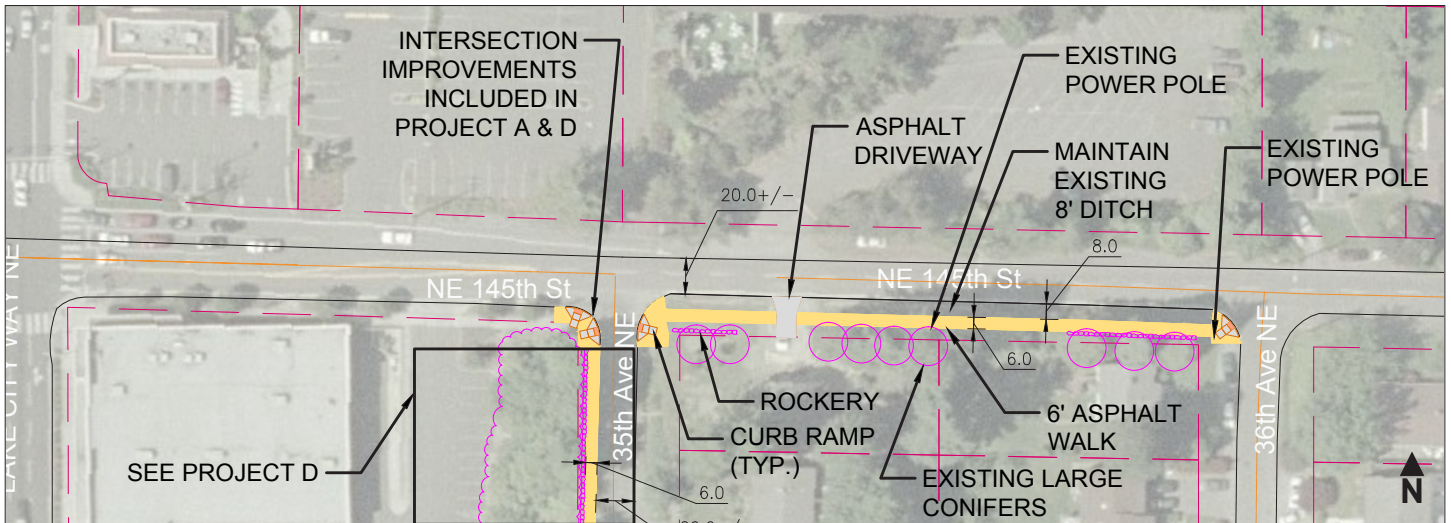 INTERSECTION
IMPROVEMENTS
INCLUDED IN
PROJECT A & D
EXISTING
POWER POLE
ASPHALT
DRIVEWAY
MAINTAIN
EXISTING
8' DITCH
EXISTING
POWER POLE
20.0+/-
8.0
NE 145th St
NE 145th St
LAKE CITY WAY NE
35th Ave NE
36th Ave NE
6.0
ROCKERY
CURB RAMP
(TYP.)
6' ASPHALT
WALK
EXISTING LARGE
CONIFERS
SEE PROJECT D
6.0
N